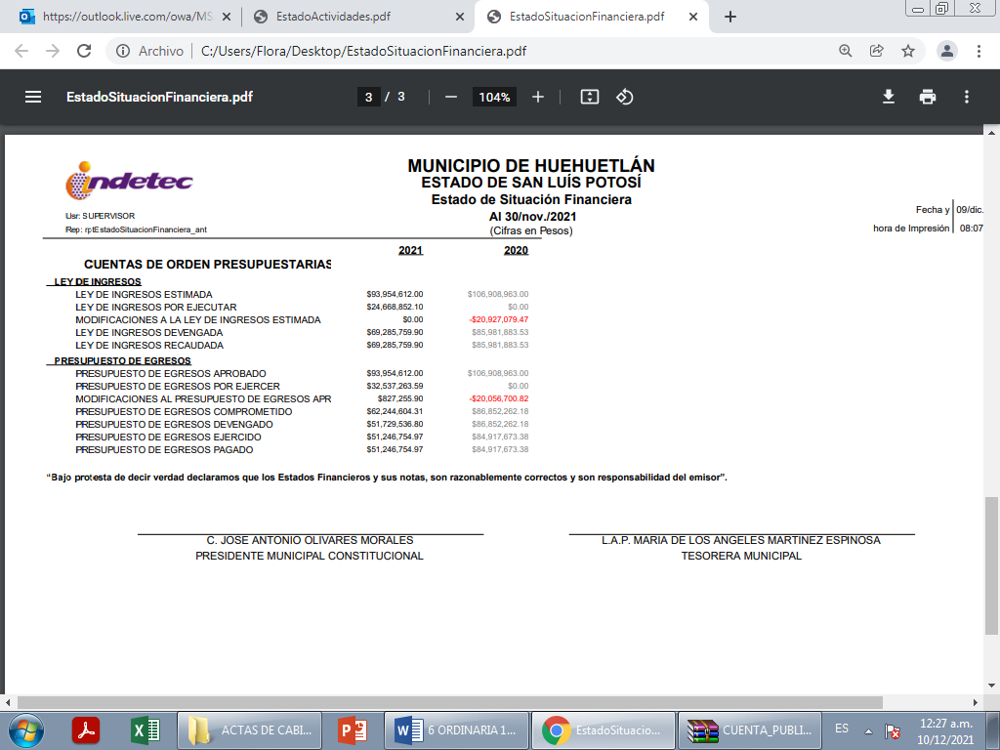 https://outlook.live.com/owa/MS
EstadoActividades.pdf
EstadoSituacionFinanciera.pdf
Archivo
C:/Users/Flora/Desktop/EstadoSituacionFinanciera.pdf
EstadoSituacionFinanciera.pdf
3 / 3
104%
indetec
MUNICIPIO DE HUEHUETLÁN
ESTADO DE SAN LUÍS POTOSÍ
Estado de Situación Financiera
Al 30/nov./2021
(Cifras en Pesos)
Usr: SUPERVISOR
Rep: rptEstadoSituacionFinanciera_ant
Fecha y 09/dic.
hora de Impresión 08:07
2021 2020
CUENTAS DE ORDEN PRESUPUESTARIAS
LEY DE INGRESOS
LEY DE INGRESOS ESTIMADA $93,954,612.00 $106,908,963.00
LEY DE INGRESOS POR EJECUTAR $24,668,852.10 $0.00
MODIFICACIONES A LA LEY DE INGRESOS ESTIMADA $0.00 -$20,927,079.47
LEY DE INGRESOS DEVENGADA $69,285,759.90 $85,981,883.53
LEY DE INGRESOS RECAUDADA $69,285,759.90 $85,981,883.53
PRESUPUESTO DE EGRESOS
PRESUPUESTO DE EGRESOS APROBADO $93,954,612.00 $106,908,963.00
PRESUPUESTO DE EGRESOS POR EJERCER $32,537,263.59 $0.00
MODIFICACIONES AL PRESUPUESTO DE EGRESOS APR $827,255.90 -$20,056,700.82
PRESUPUESTO DE EGRESOS COMPROMETIDO $62,244,604.31 $86,852,262.18
PRESUPUESTO DE EGRESOS DEVENGADO $51,729,536.80 $86,852,262.18
PRESUPUESTO DE EGRESOS EJERCIDO $51,246,754.97 $84,917,673.38
PRESUPUESTO DE EGRESOS PAGADO $51,246,754.97 $84,917,673.38
“Bajo protesta de decir verdad declaramos que los Estados Financieros y sus notas, son razonablemente correctos y son responsabilidad del emisor”.
C. JOSE ANTONIO OLIVARES MORALES
PRESIDENTE MUNICIPAL CONSTITUCIONAL
L.A.P. MARIA DE LOS ANGELES MARTINEZ ESPINOSA
TESORERA MUNICIPAL
ACTAS DE CABI...
6 ORDINARIA 1...
EstadoSituacio...
CUENTA_PUBLI...
ES
12:27 a.m.
10/12/2021